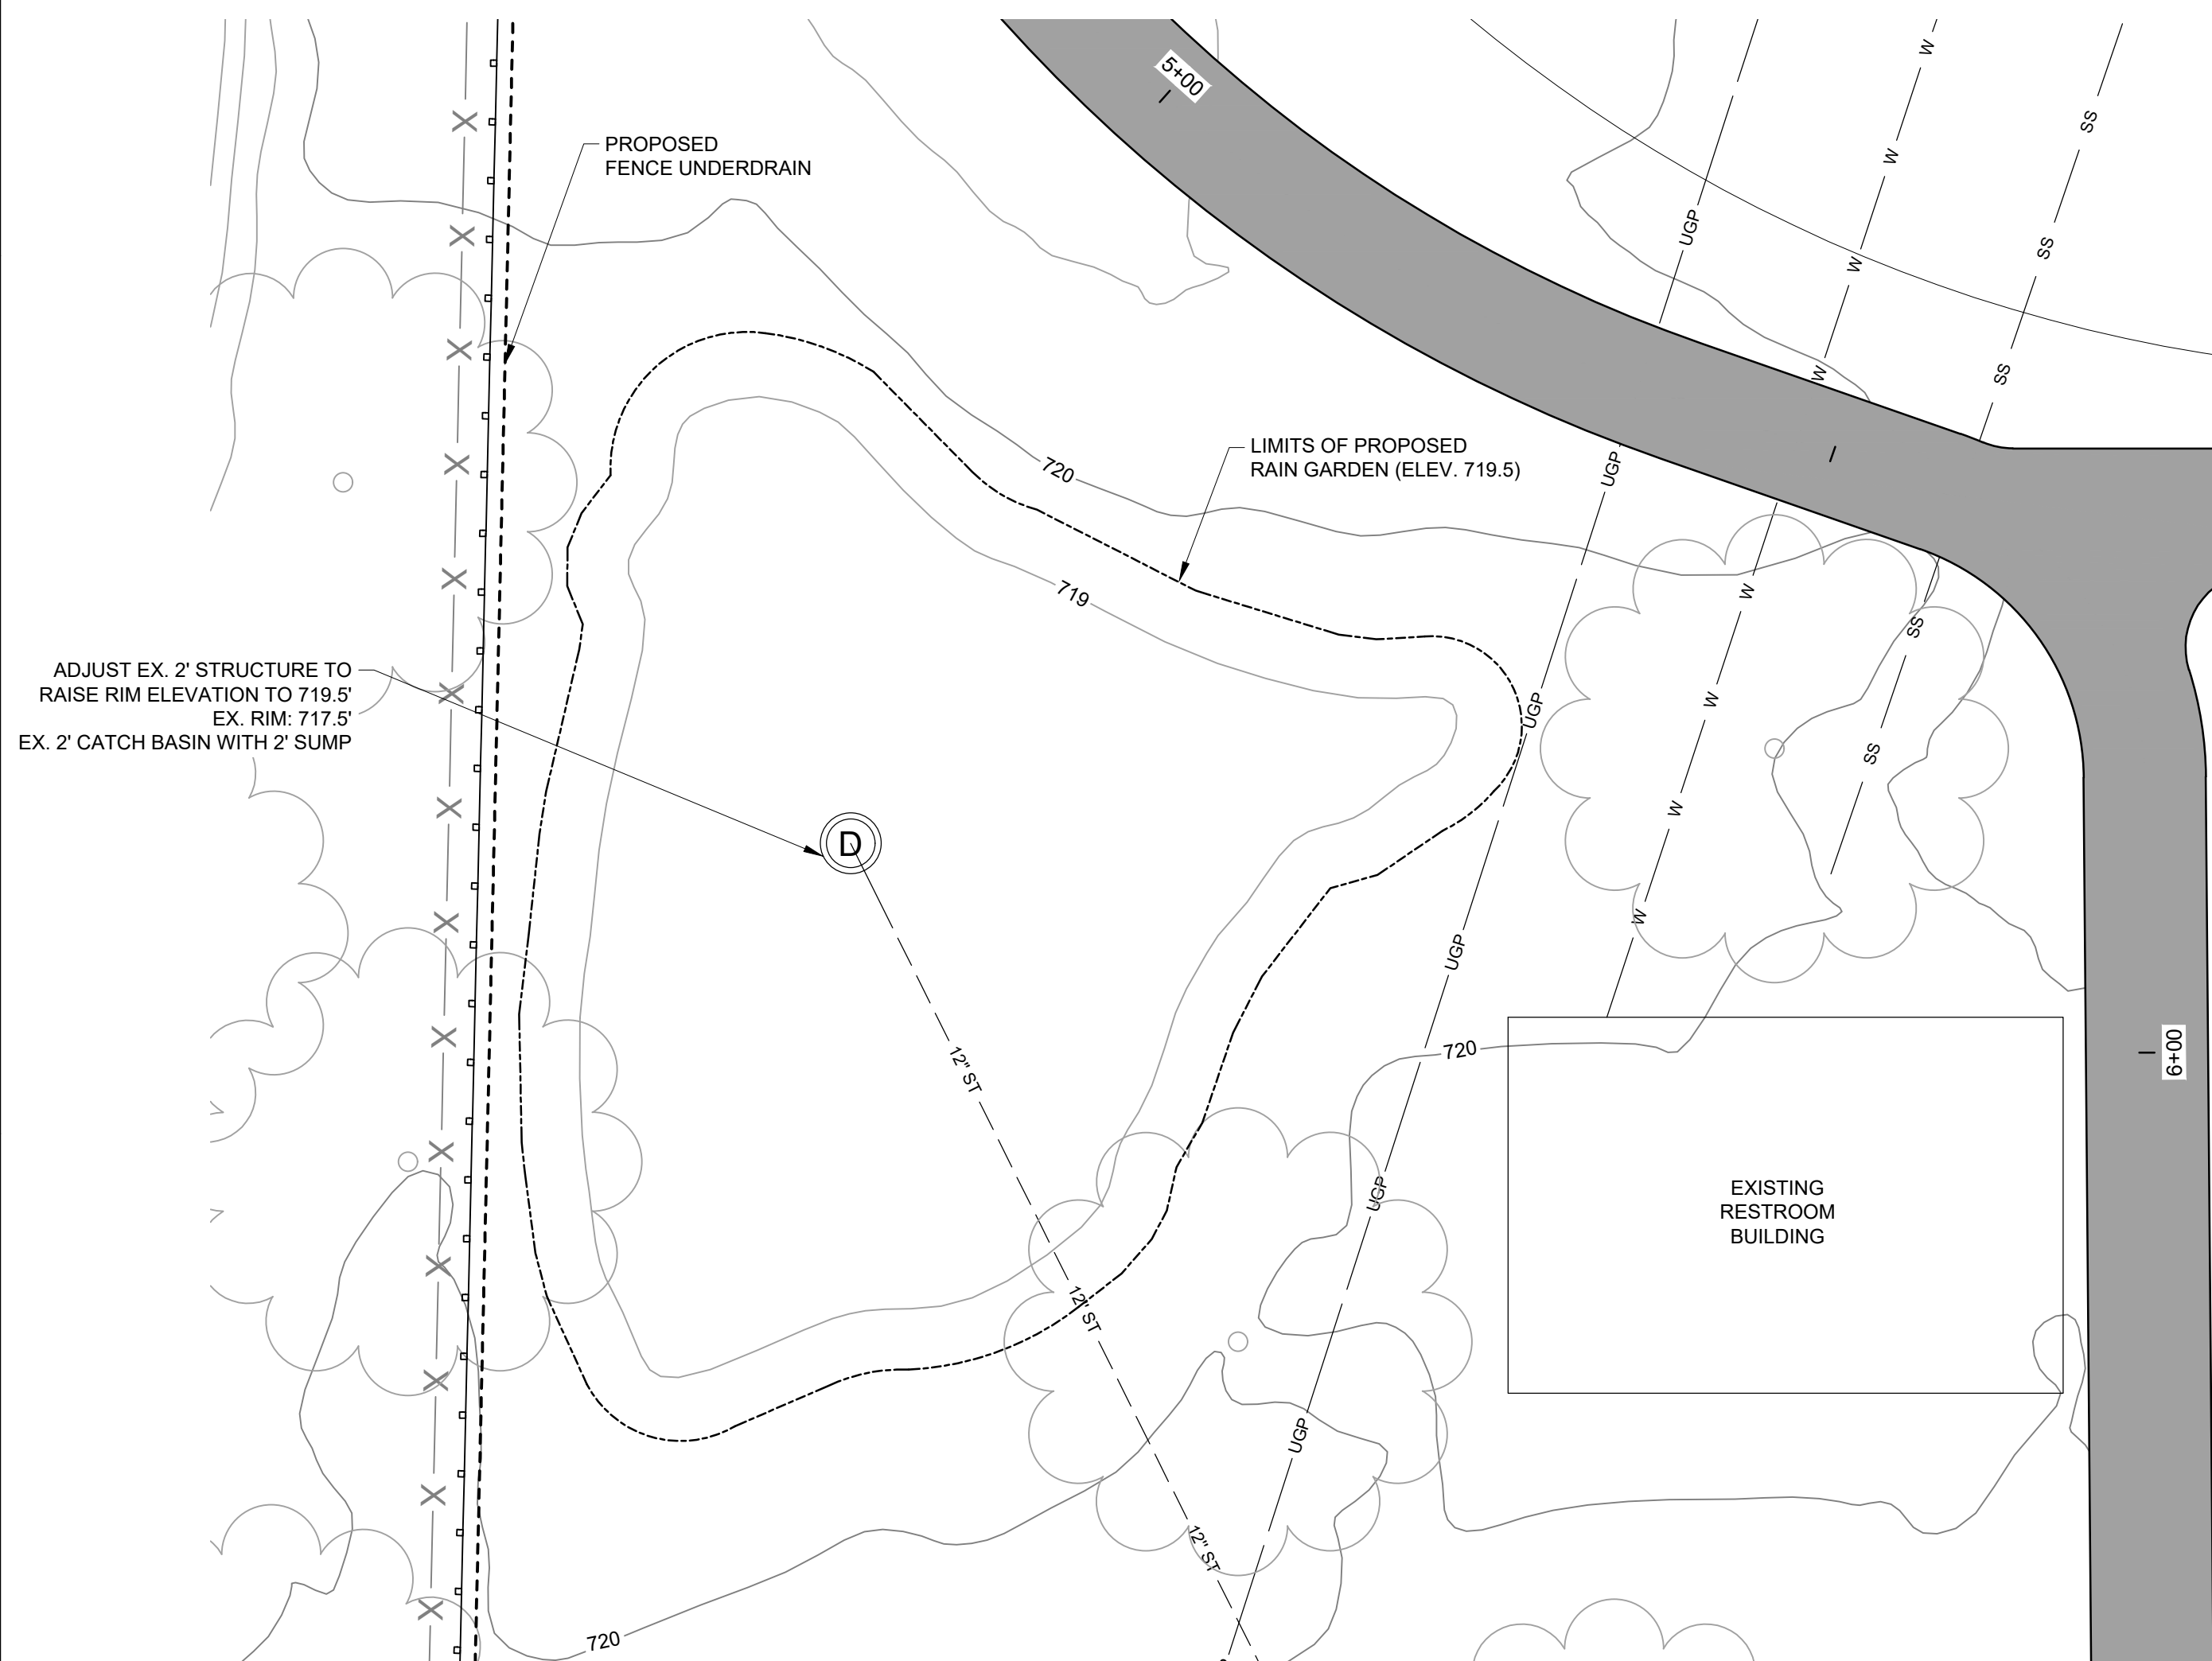 5+00
W
W
W
W
SS
SS
SS
UGP
PROPOSED
FENCE UNDERDRAIN
X
X
X
X
X
X
X
X
X
X
X
X
X
X
720
LIMITS OF PROPOSED
RAIN GARDEN (ELEV. 719.5)
UGP
719
W
SS
ADJUST EX. 2' STRUCTURE TO
RAISE RIM ELEVATION TO 719.5'
EX. RIM: 717.5'
EX. 2' CATCH BASIN WITH 2' SUMP
UGP
W
SS
W
D
W
UGP
12" ST
720
6+00
UGP
EXISTING
RESTROOM
BUILDING
12" ST
UGP
12" ST
720